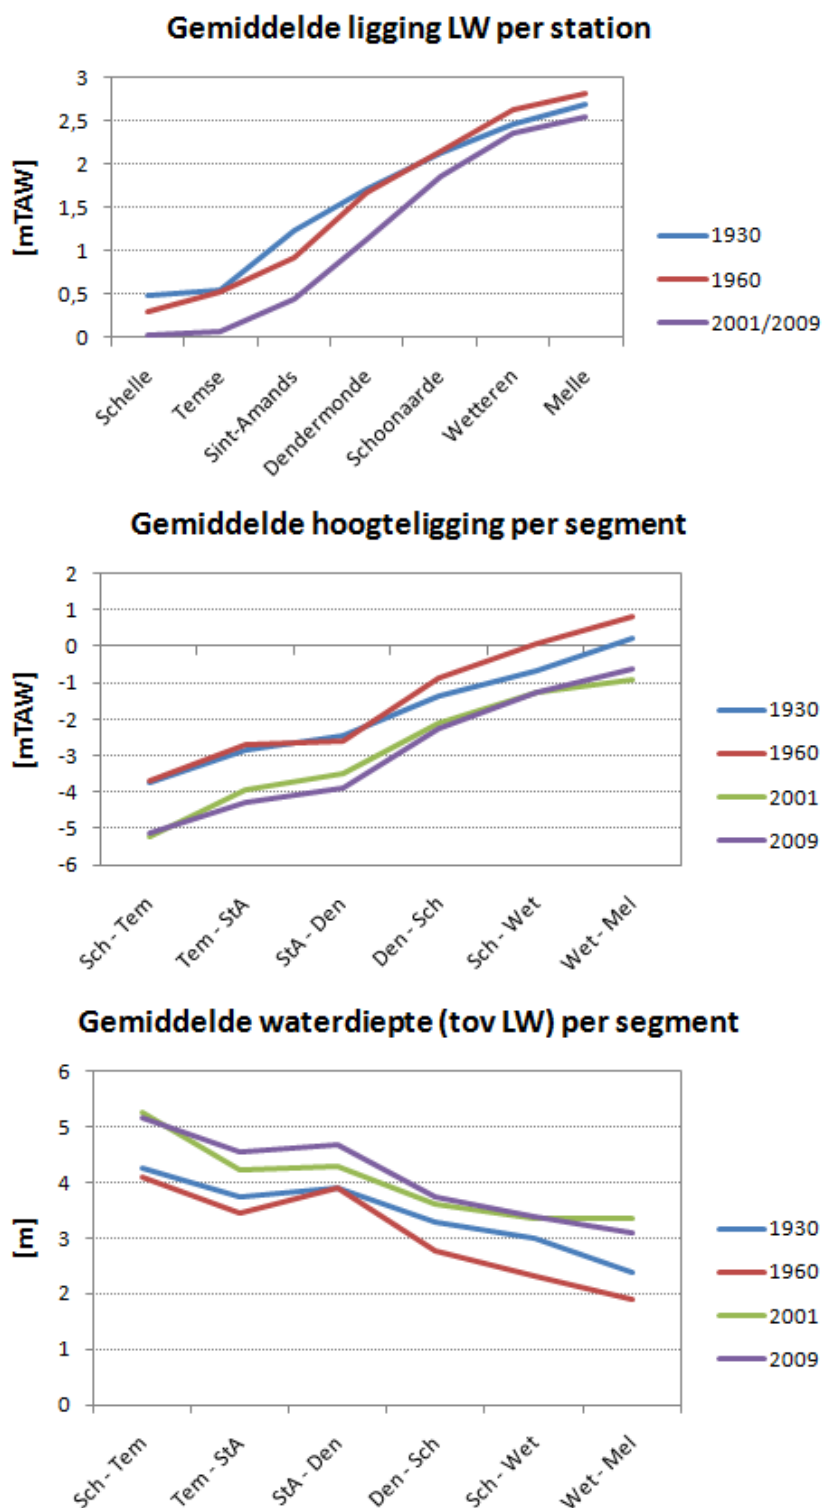 Gemiddelde ligging LW per station
[mTAW]
3
2,5
2
1,5
1
0,5
0
Schelle
Temse
Sint-Amands
Dendermonde
Schoonaarde
Wetteren
Melle
1930
1960
2001/2009
Gemiddelde hoogteligging per segment
[mTAW]
2
1
0
-1
-2
-3
-4
-5
-6
Sch - Tem
Tem - StA
StA - Den
Den - Sch
Sch - Wet
Wet - Mel
1930
1960
2001
2009
Gemiddelde waterdiepte (tov LW) per segment
[m]
6
5
4
3
2
1
0
Sch - Tem
Tem - StA
StA - Den
Den - Sch
Sch - Wet
Wet - Mel
1930
1960
2001
2009